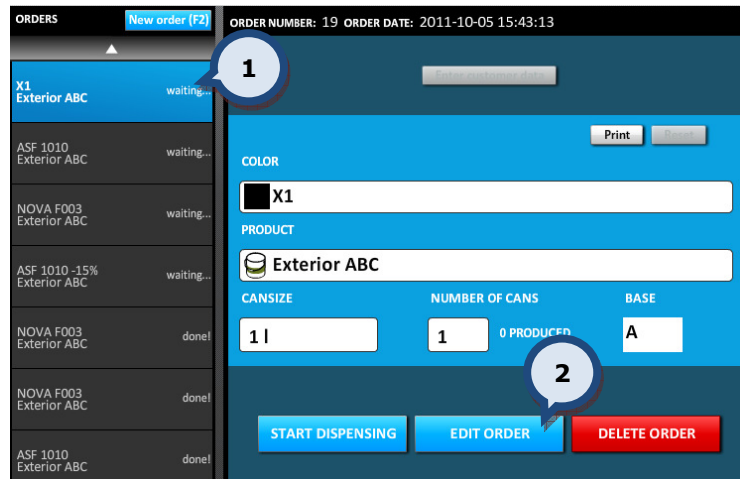 ORDERS
New order (F2)
ORDER NUMBER: 19 ORDER DATE: 2011-10-05 15:43:13
X1
Exterior ABC
waiting...
1
Enter customer data
ASF 1010
Exterior ABC
waiting...
NOVA F003
Exterior ABC
waiting...
ASF 1010 -15%
Exterior ABC
waiting...
NOVA F003
Exterior ABC
done!
NOVA F003
Exterior ABC
done!
ASF 1010
Exterior ABC
done!
Print
Reset
COLOR
X1
PRODUCT
Exterior ABC
CANSIZE
NUMBER OF CANS
BASE
1 l
1
0 PRODUCED
A
2
START DISPENSING
EDIT ORDER
DELETE ORDER